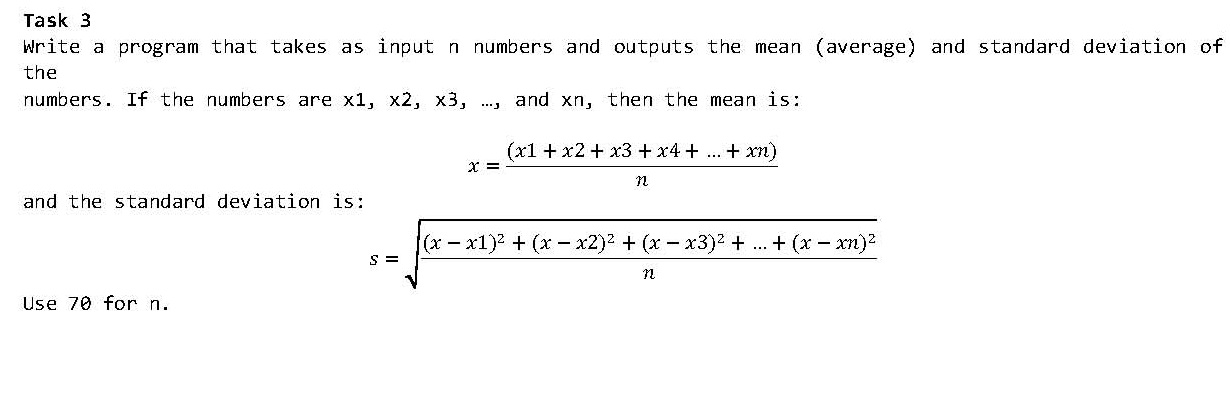 Task 3
Write a program that takes as input n numbers and outputs the mean (average) and standard deviation of
the
numbers. If the numbers are x1, x2, x3, …, and xn, then the mean is:
x = (x1 + x2 + x3 + x4 + … + xn) / n
and the standard deviation is:
s = √((x − x1)² + (x − x2)² + (x − x3)² + … + (x − xn)² / n)
Use 70 for n.